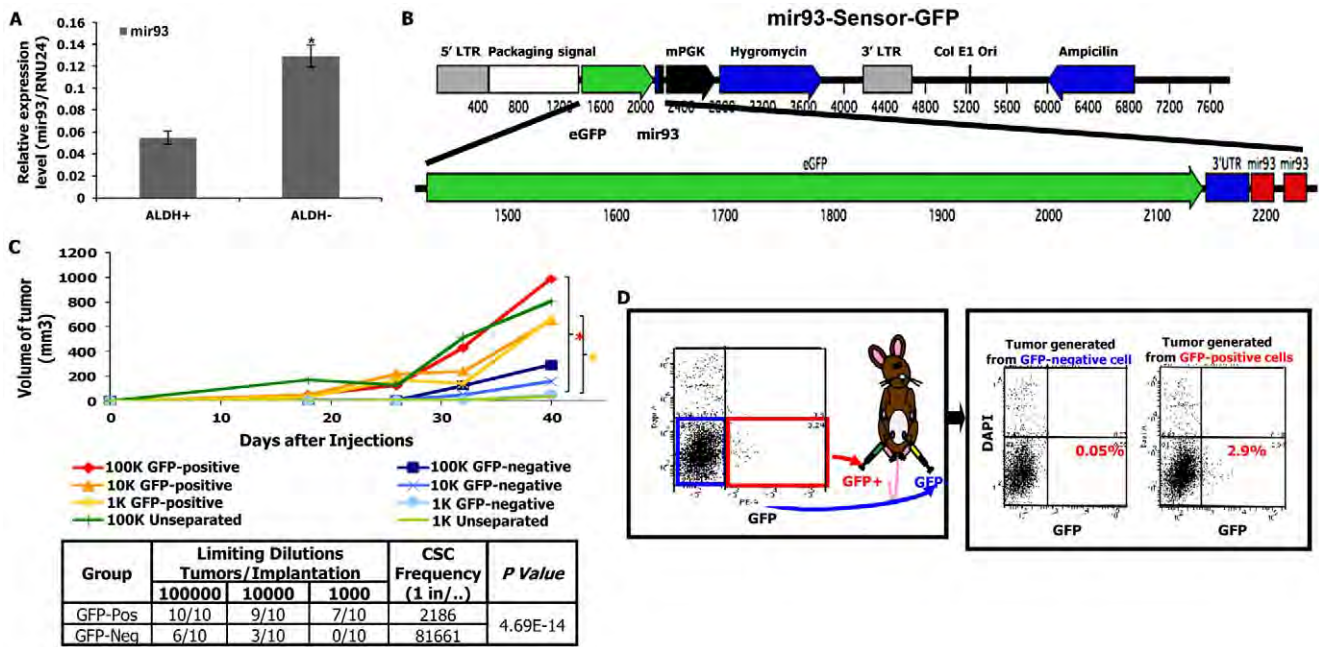 A
0.16
0.14
0.12
0.1
0.08
0.06
0.04
0.02
0
Relative expression
level (mir93/RNU24)
mir93
*
ALDH+ ALDH-
B
mir93-Sensor-GFP
5' LTR Packaging signal mPGK Hygromycin 3' LTR Col E1 Ori Ampicilin
400 800 1200 1600 2000 2400 2800 3200 3600 4000 4400 4800 5200 5600 6000 6400 6800 7200 7600
eGFP mir93
eGFP 3'UTR mir93 mir93
1500 1600 1700 1800 1900 2000 2100 2200
C
1200
1000
800
600
400
200
0
Volume of tumor
(mm3)
0 10 20 30 40
Days after Injections
* *
100K GFP-positive 100K GFP-negative
10K GFP-positive 10K GFP-negative
1K GFP-positive 1K GFP-negative
100K Unseparated 1K Unseparated
Group Limiting Dilutions Tumors/Implantation CSC Frequency (1 in/..) P Value
100000 10000 1000
GFP-Pos 10/10 9/10 7/10 2186 4.69E-14
GFP-Neg 6/10 3/10 0/10 81661
D
GFP
GFP+
GFP-
Tumor generated
from GFP-negative cell
Tumor generated
from GFP-positive cells
DAPI
0.05%
2.9%
GFP GFP